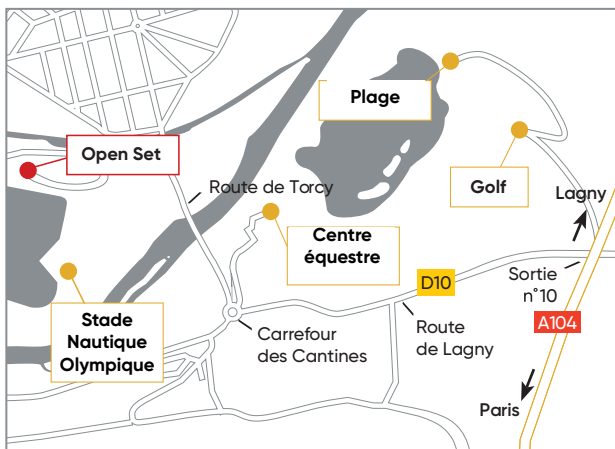 Plage
Open Set
Golf
Route de Torcy
Lagny
Centre
équestre
D10
Sortie
n°10
Stade
Nautique
Olympique
A104
Carrefour
des Cantines
Route
de Lagny
Paris